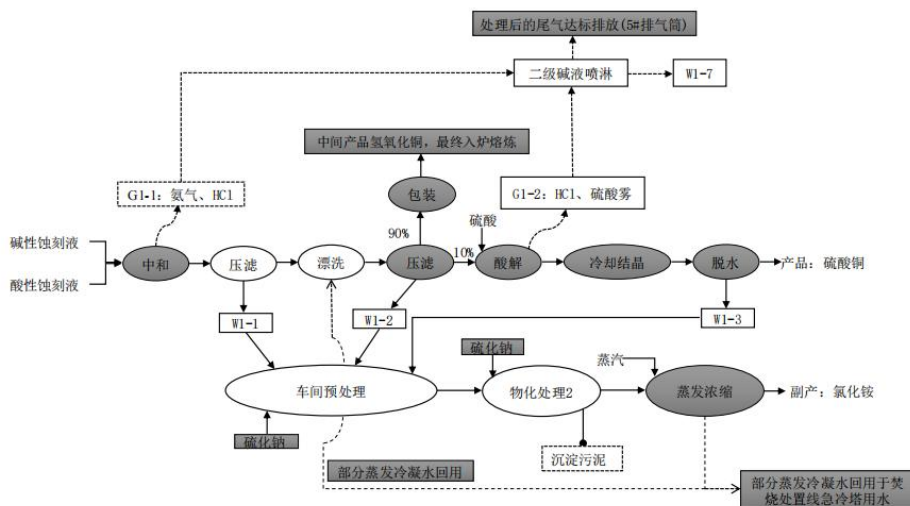 处理后的尾气达标排放(5#排气筒)
二级碱液喷淋
W1-7
中间产品氢氧化铜，最终入炉熔炼
G1-1：氨气、HCl
包装
G1-2：HCl、硫酸雾
硫酸
90%
10%
碱性蚀刻液
酸性蚀刻液
中和
压滤
漂洗
压滤
酸解
冷却结晶
脱水
产品：硫酸铜
W1-1
W1-2
W1-3
硫化钠
蒸汽
车间预处理
物化处理2
蒸发浓缩
副产：氯化铵
硫化钠
沉淀污泥
部分蒸发冷凝水回用
部分蒸发冷凝水回用于焚
烧处置线急冷塔用水